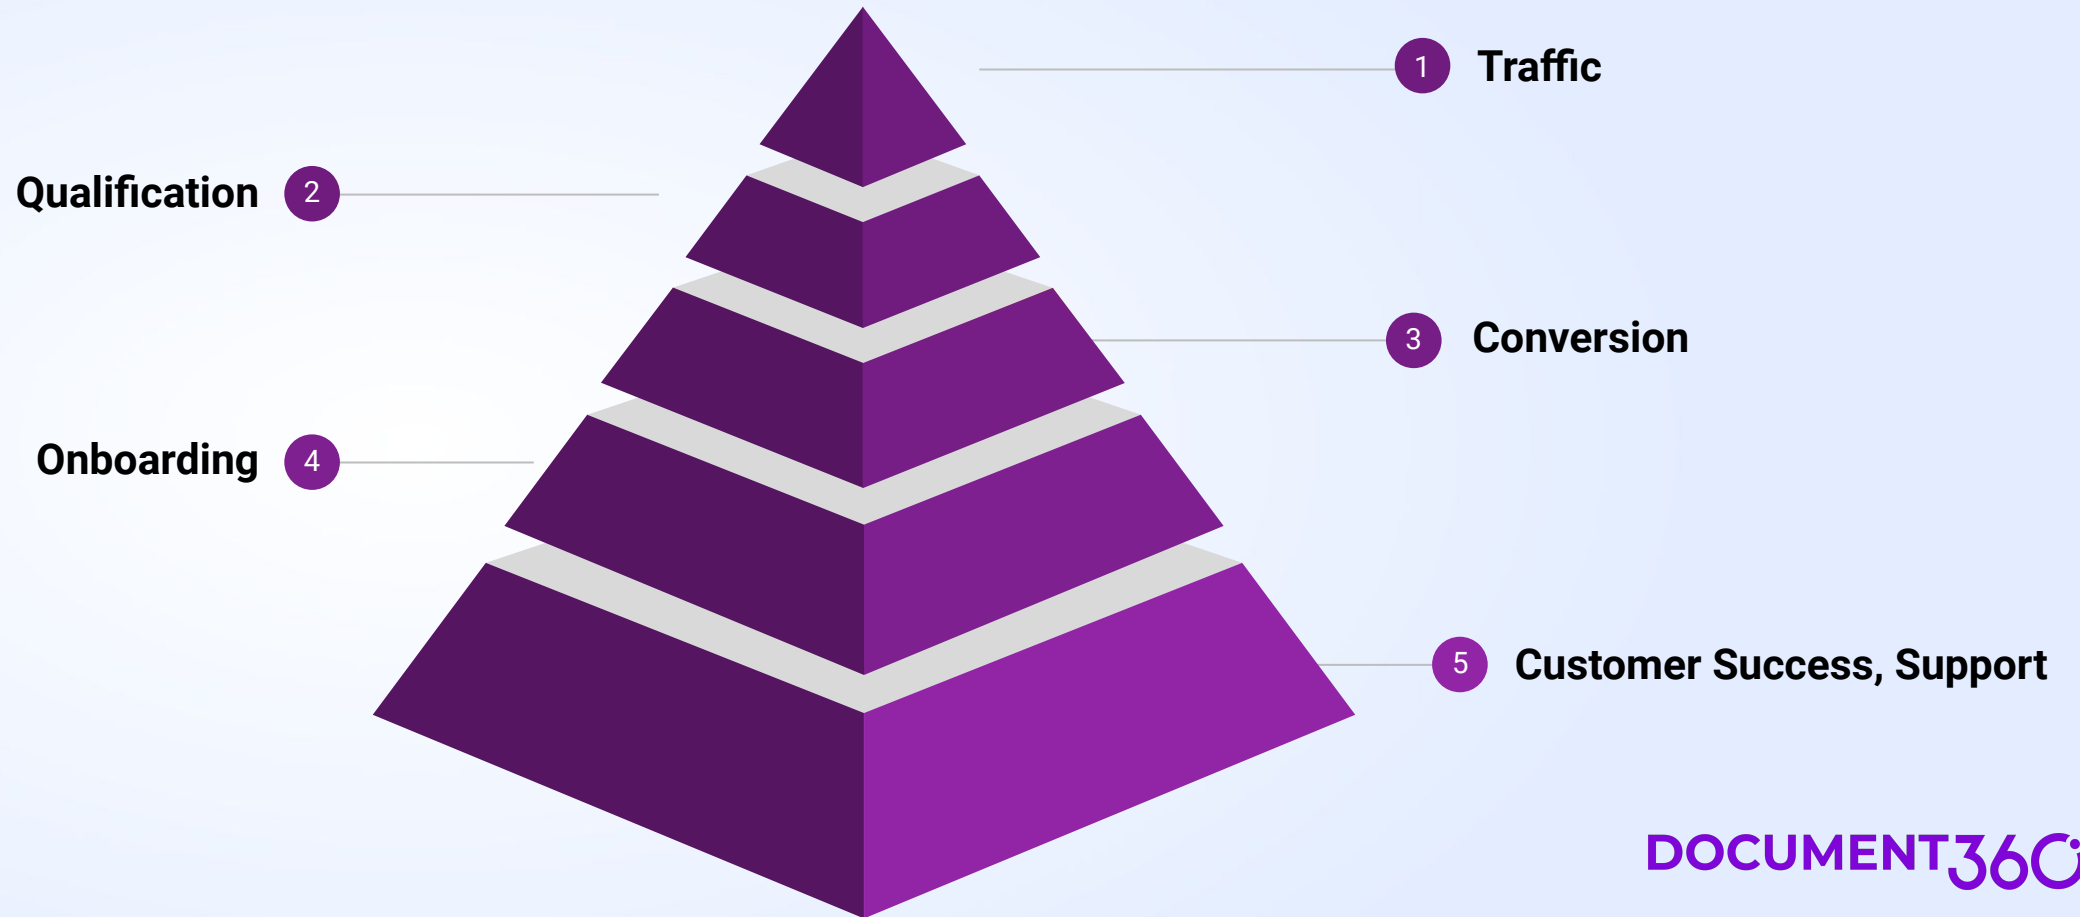 1 Traffic
Qualification 2
3 Conversion
Onboarding 4
5 Customer Success, Support
DOCUMENT360